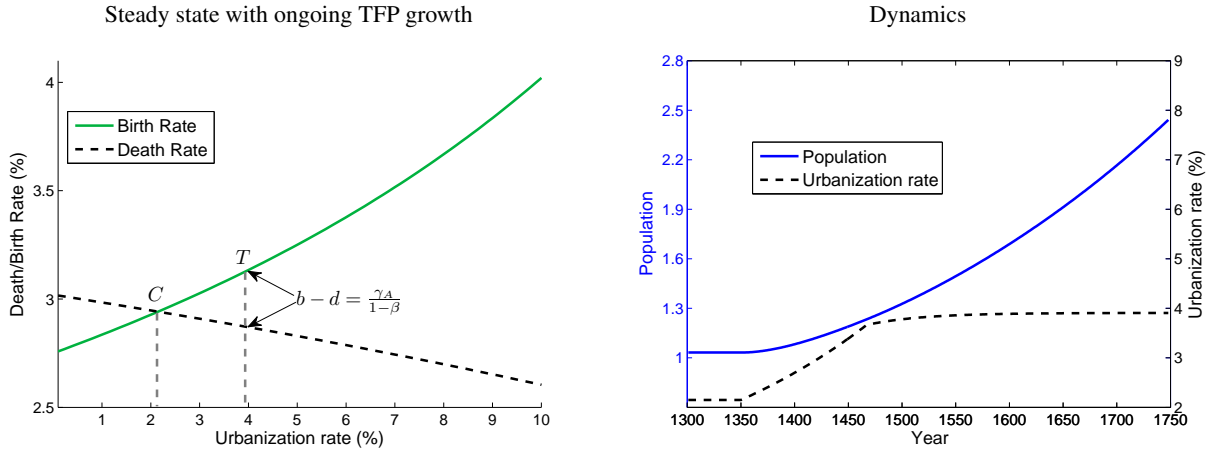 Steady state with ongoing TFP growth
4
3.5
3
2.5
Death/Birth Rate (%)
Birth Rate
Death Rate
C
T
b − d = γ_A / (1−β)
1 2 3 4 5 6 7 8 9 10
Urbanization rate (%)
Dynamics
2.8
2.5
2.2
1.9
1.6
1.3
1
Population
Population
Urbanization rate
9
8
7
6
5
4
3
2
Urbanization rate (%)
1300 1350 1400 1450 1500 1550 1600 1650 1700 1750
Year